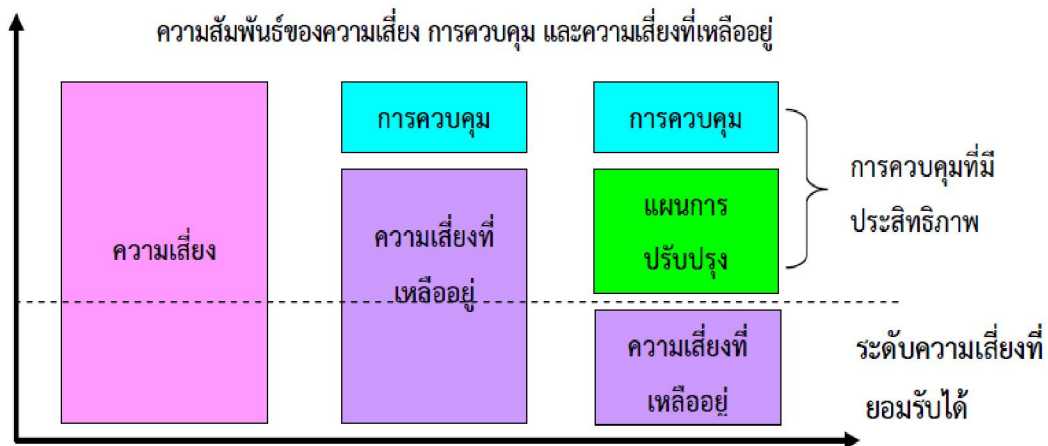 ความสัมพันธ์ของความเสี่ยง การควบคุม และความเสี่ยงที่เหลืออยู่
ความเสี่ยง
การควบคุม
ความเสี่ยงที่
เหลืออยู่
การควบคุม
แผนการ
ปรับปรุง
ความเสี่ยงที่
เหลืออยู่
การควบคุมที่มี
ประสิทธิภาพ
ระดับความเสี่ยงที่
ยอมรับได้